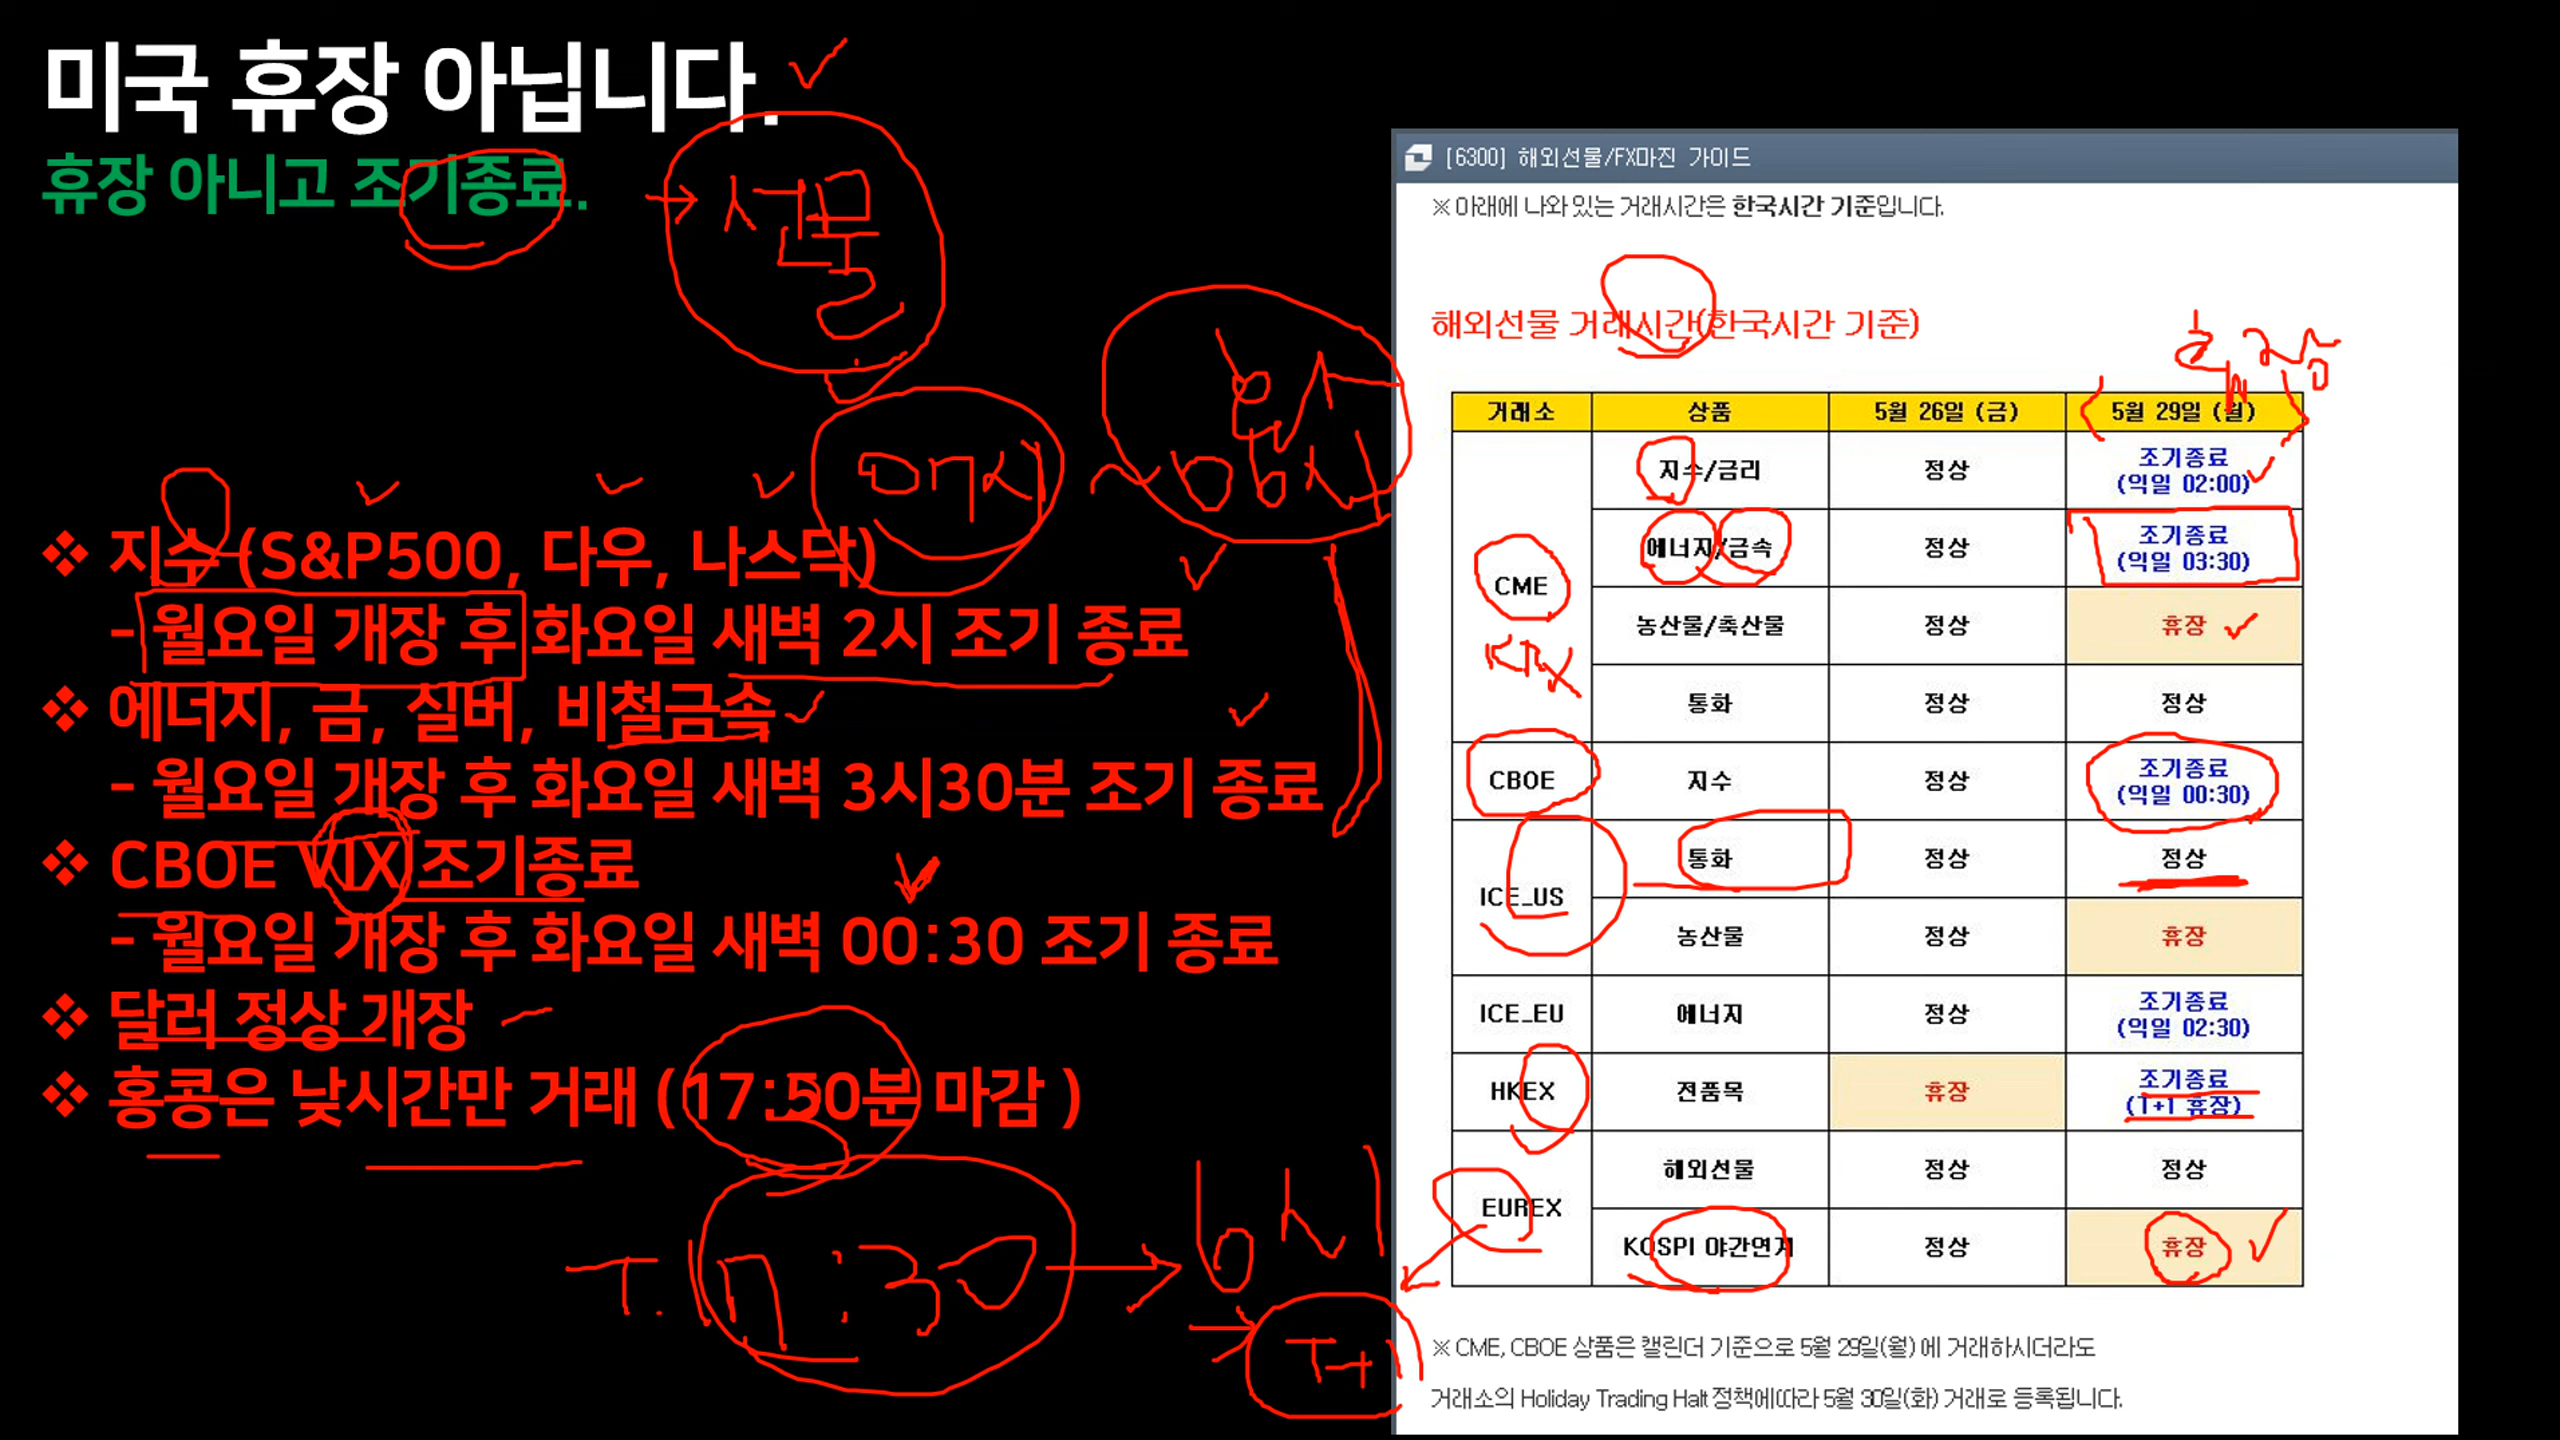 미국 휴장 아닙니다.
휴장 아니고 조기종료.
선물
야시
❖ 지수 (S&P500, 다우, 나스닥)
- 월요일 개장 후 화요일 새벽 2시 조기 종료
❖ 에너지, 금, 실버, 비철금속
- 월요일 개장 후 화요일 새벽 3시30분 조기 종료
❖ CBOE VIX 조기종료
- 월요일 개장 후 화요일 새벽 00:30 조기 종료
❖ 달러 정상 개장
❖ 홍콩은 낮시간만 거래 ( 17:50분 마감 )
T. 17:30
6시
T+1
[6300] 해외선물/FX마진 가이드
※ 아래에 나와 있는 거래시간은 한국시간 기준입니다.
해외선물 거래시간(한국시간 기준)
거래소 상품 5월 26일 (금) 5월 29일 (월)
CME 지수/금리 정상 조기종료
(익일 02:00)
에너지/금속 정상 조기종료
(익일 03:30)
농산물/축산물 정상 휴장
KRX
통화 정상 정상
CBOE 지수 정상 조기종료
(익일 00:30)
ICE_US 통화 정상 정상
농산물 정상 휴장
ICE_EU 에너지 정상 조기종료
(익일 02:30)
HKEX 전품목 휴장 조기종료
(T+1 휴장)
EUREX 해외선물 정상 정상
KOSPI 야간연계 정상 휴장
※ CME, CBOE 상품은 캘린더 기준으로 5월 29일(월) 에 거래하시더라도
거래소의 Holiday Trading Halt 정책에따라 5월 30일(화) 거래로 등록됩니다.